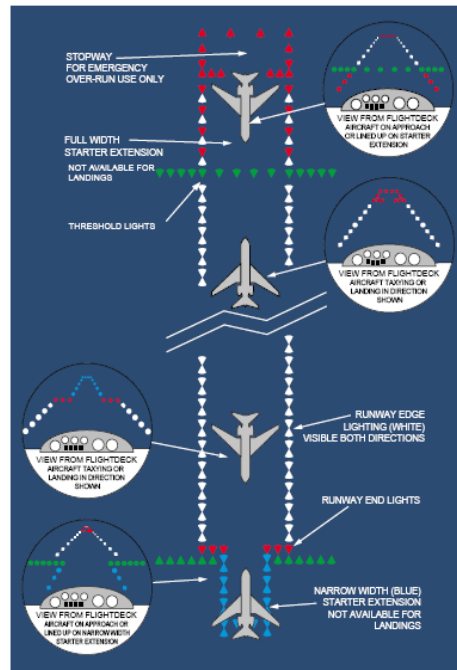 STOPWAY
FOR EMERGENCY
OVER-RUN USE ONLY
VIEW FROM FLIGHTDECK
AIRCRAFT ON APPROACH
OR LINED UP ON STARTER
EXTENSION
FULL WIDTH
STARTER EXTENSION
NOT AVAILABLE FOR
LANDINGS
THRESHOLD LIGHTS
VIEW FROM FLIGHTDECK
AIRCRAFT TAXYING OR
LANDING IN DIRECTION
SHOWN
VIEW FROM FLIGHTDECK
AIRCRAFT TAXYING OR
LANDING IN DIRECTION
SHOWN
RUNWAY EDGE
LIGHTING (WHITE)
VISIBLE BOTH DIRECTIONS
RUNWAY END LIGHTS
VIEW FROM FLIGHTDECK
AIRCRAFT ON APPROACH OR
LINED UP ON NARROW WIDTH
STARTER EXTENSION
NARROW WIDTH (BLUE)
STARTER EXTENSION
NOT AVAILABLE FOR
LANDINGS